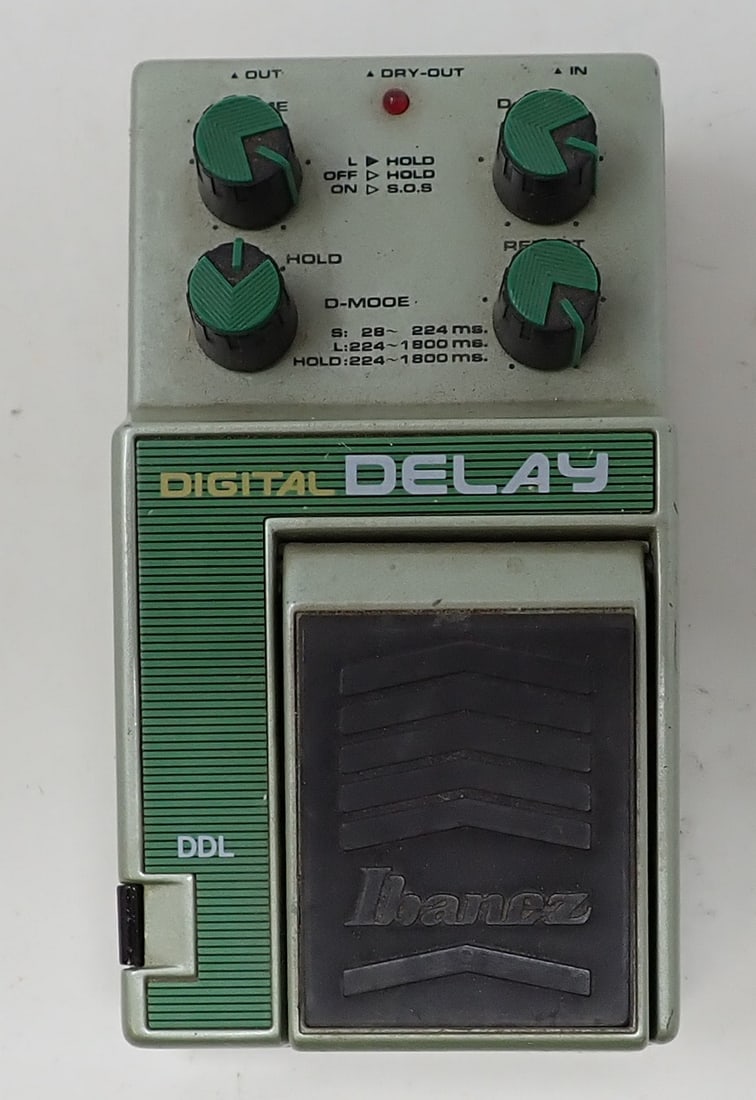 ▲ OUT ▲ DRY-OUT ▲ IN
L ▶ HOLD
OFF ▷ HOLD
ON ▷ S.O.S
HOLD
D-MODE
S: 28~ 224 ms.
L:224~1800 ms.
HOLD:224~1800 ms.
DIGITAL DELAY
DDL
Ibanez